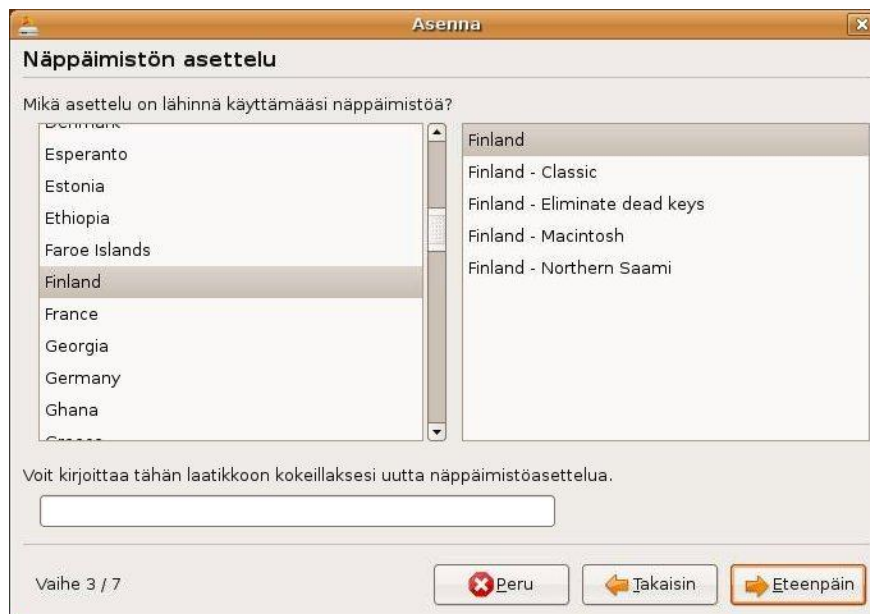 Asenna
Näppäimistön asettelu
Mikä asettelu on lähinnä käyttämääsi näppäimistöä?
Denmark
Esperanto
Estonia
Ethiopia
Faroe Islands
Finland
France
Georgia
Germany
Ghana
Greece
Finland
Finland - Classic
Finland - Eliminate dead keys
Finland - Macintosh
Finland - Northern Saami
Voit kirjoittaa tähän laatikkoon kokeillaksesi uutta näppäimistöasettelua.
Vaihe 3 / 7
Peru
Takaisin
Eteenpäin